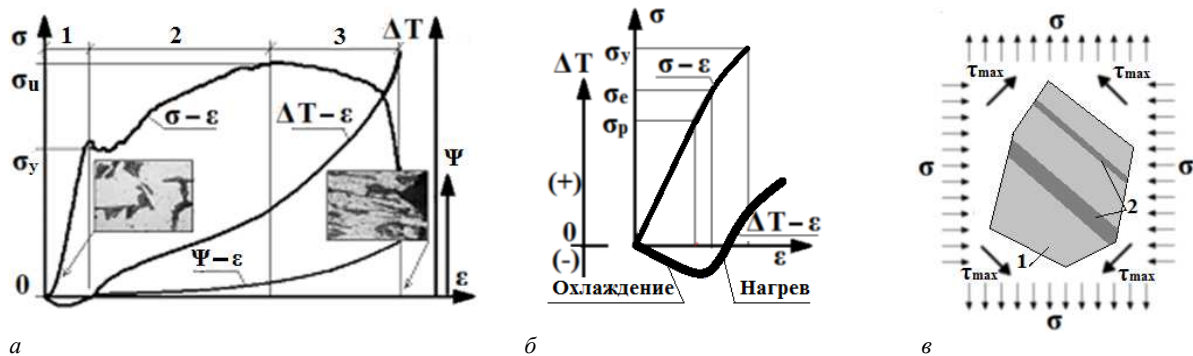 σ 1 2 3 ΔT
σu
σ – ε
ΔT – ε
σy
Ψ
Ψ – ε
0 ε
а
σ
ΔT σy
σ – ε
σe
σp
(+)
0 ΔT – ε
(-) ε
Охлаждение Нагрев
б
σ
τmax τmax
σ σ
2
1
τmax τmax
σ
в